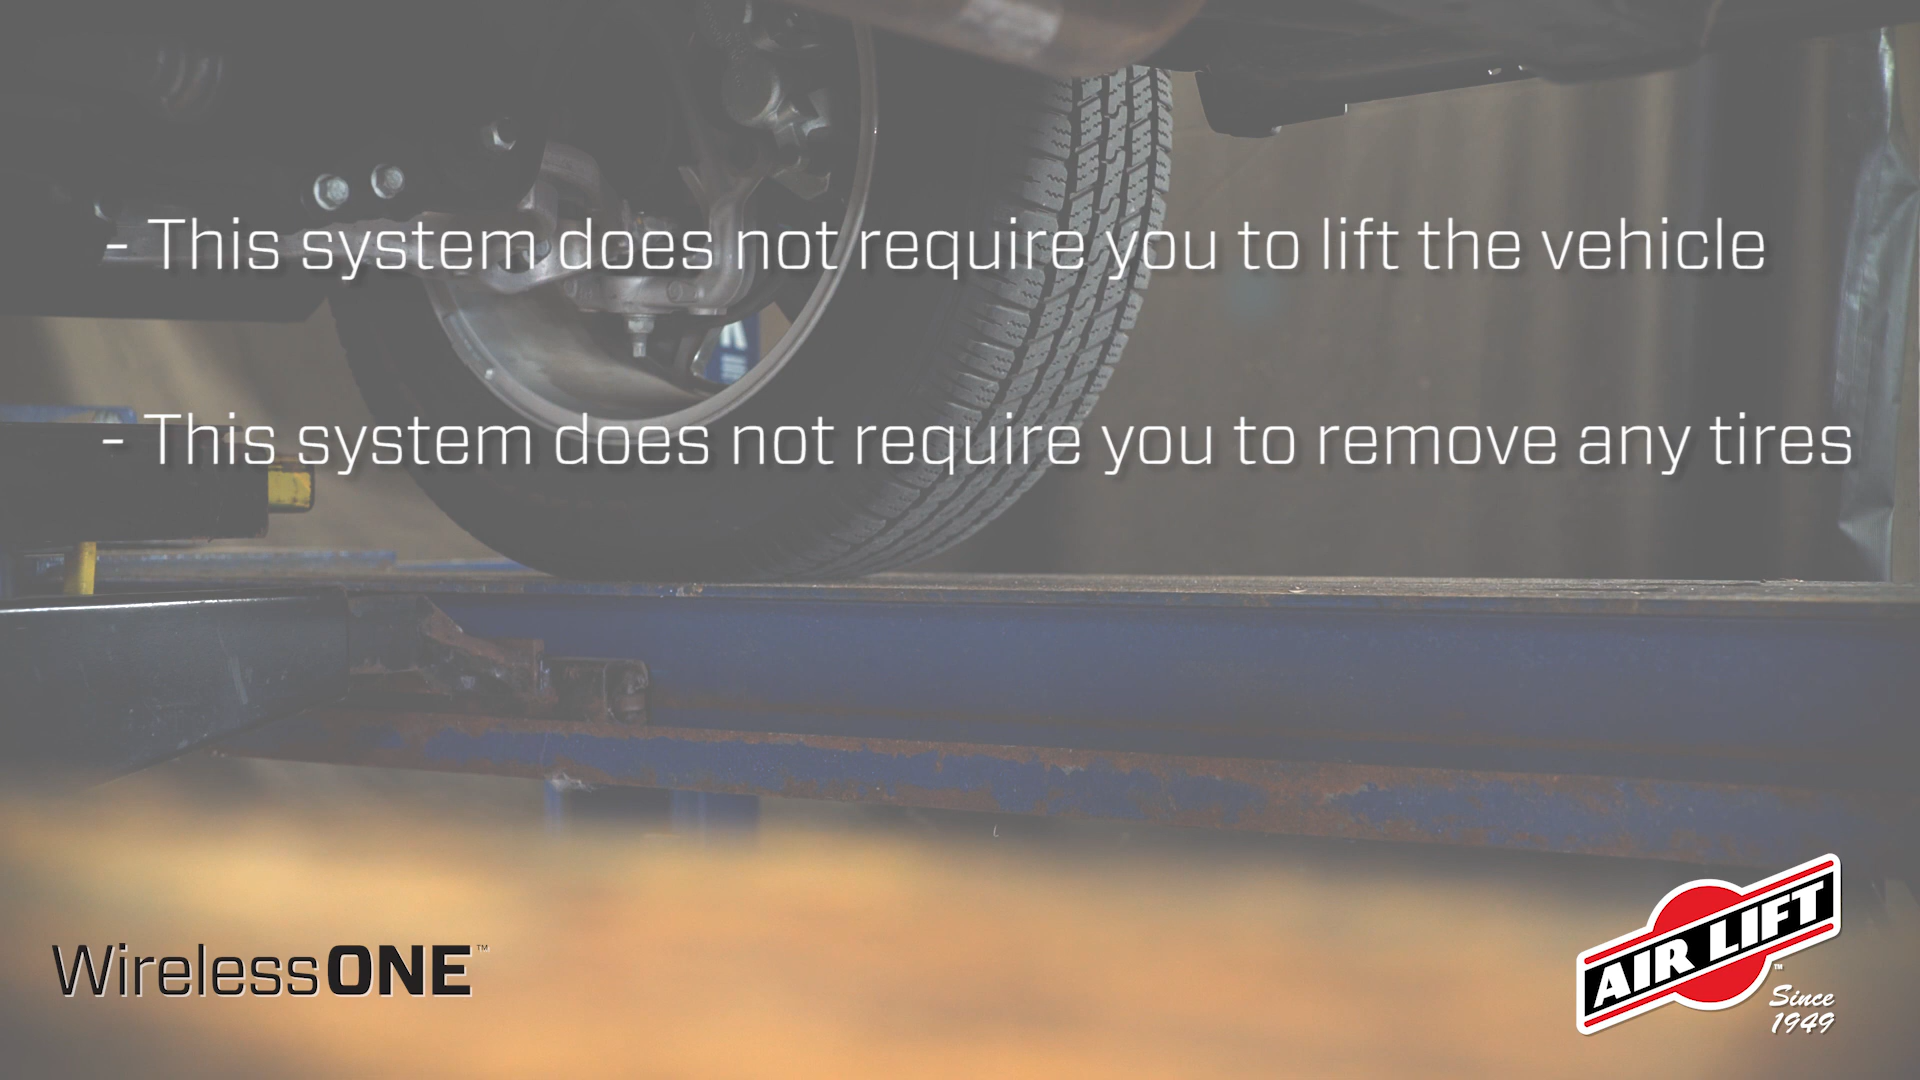 - This system does not require you to lift the vehicle
- This system does not require you to remove any tires
WirelessONE™
AIR LIFT™
Since
1949